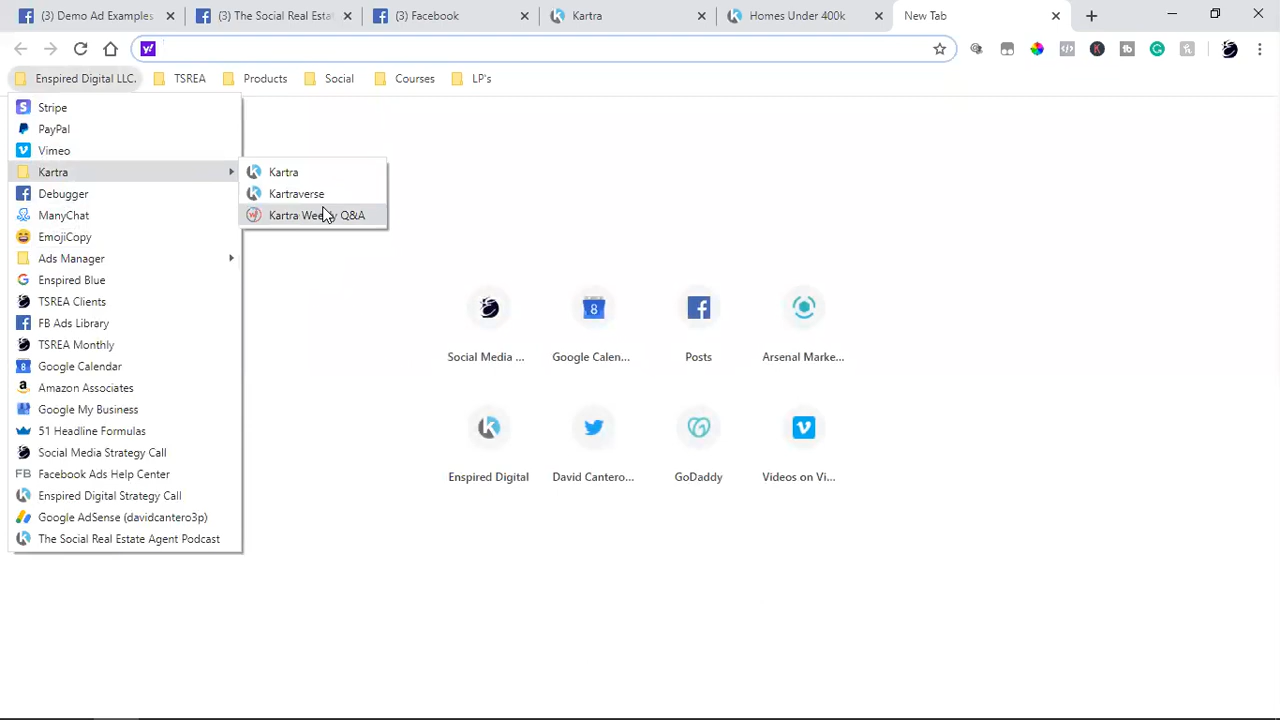 (3) Demo Ad Examples
(3) The Social Real Esta
(3) Facebook
Kartra
Homes Under 400k
New Tab
Enspired Digital LLC.
TSREA
Products
Social
Courses
LP's
Stripe
PayPal
Vimeo
Kartra
Debugger
ManyChat
EmojiCopy
Ads Manager
Enspired Blue
TSREA Clients
FB Ads Library
TSREA Monthly
Google Calendar
Amazon Associates
Google My Business
51 Headline Formulas
Social Media Strategy Call
FB Facebook Ads Help Center
Enspired Digital Strategy Call
Google AdSense (davidcantero3p)
The Social Real Estate Agent Podcast
Kartra
Kartraverse
Kartra Weekly Q&A
Social Media ...
Google Calen...
Posts
Arsenal Marke...
Enspired Digital
David Cantero...
GoDaddy
Videos on Vi...